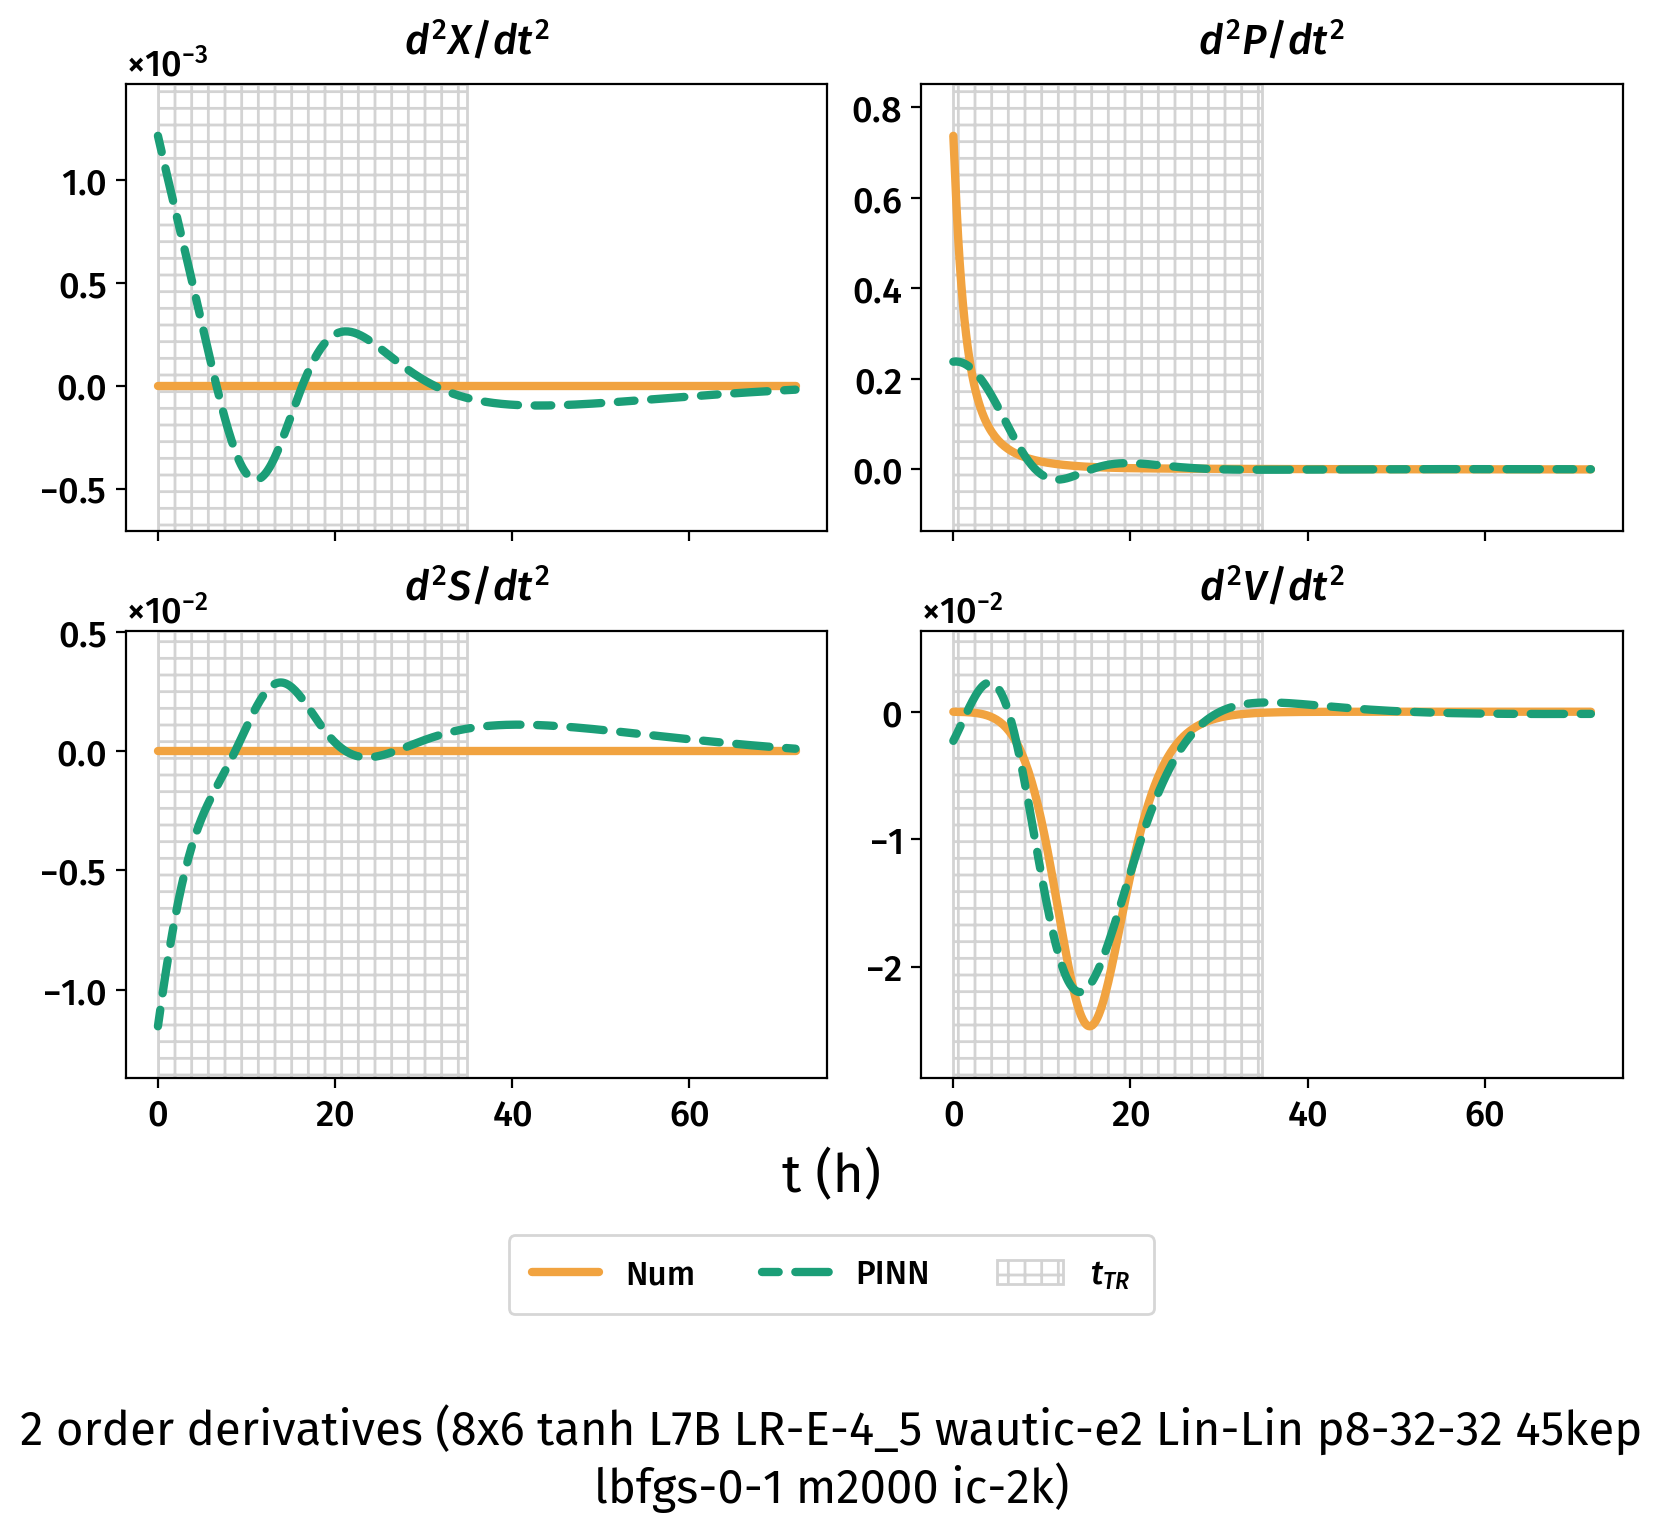 d²X/dt²
d²P/dt²
×10⁻³
1.0
0.5
0.0
−0.5
0.8
0.6
0.4
0.2
0.0
d²S/dt²
d²V/dt²
×10⁻²
0.5
0.0
−0.5
−1.0
0 20 40 60
×10⁻²
0
−1
−2
0 20 40 60
t (h)
Num PINN t_TR
2 order derivatives (8x6 tanh L7B LR-E-4_5 wautic-e2 Lin-Lin p8-32-32 45kep
lbfgs-0-1 m2000 ic-2k)